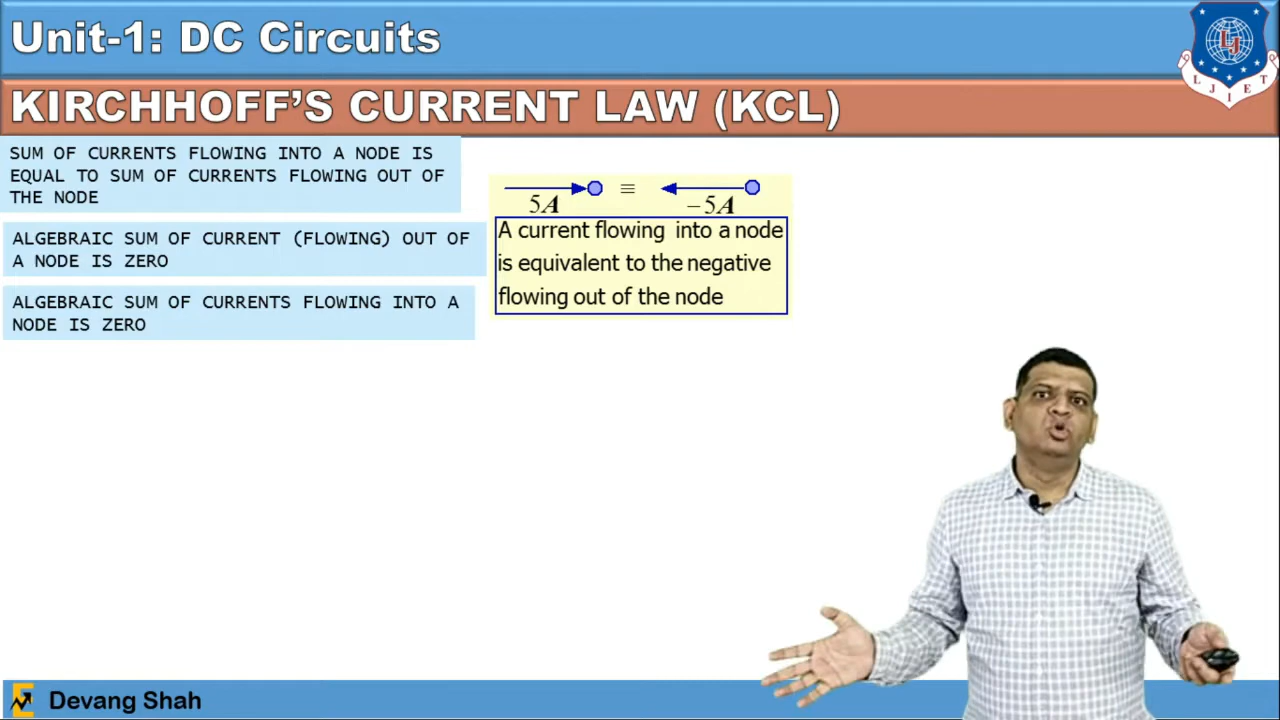 Unit-1: DC Circuits
LJIET
KIRCHHOFF’S CURRENT LAW (KCL)
SUM OF CURRENTS FLOWING INTO A NODE IS
EQUAL TO SUM OF CURRENTS FLOWING OUT OF
THE NODE
ALGEBRAIC SUM OF CURRENT (FLOWING) OUT OF
A NODE IS ZERO
ALGEBRAIC SUM OF CURRENTS FLOWING INTO A
NODE IS ZERO
≡
5A −5A
A current flowing into a node
is equivalent to the negative
flowing out of the node
Devang Shah